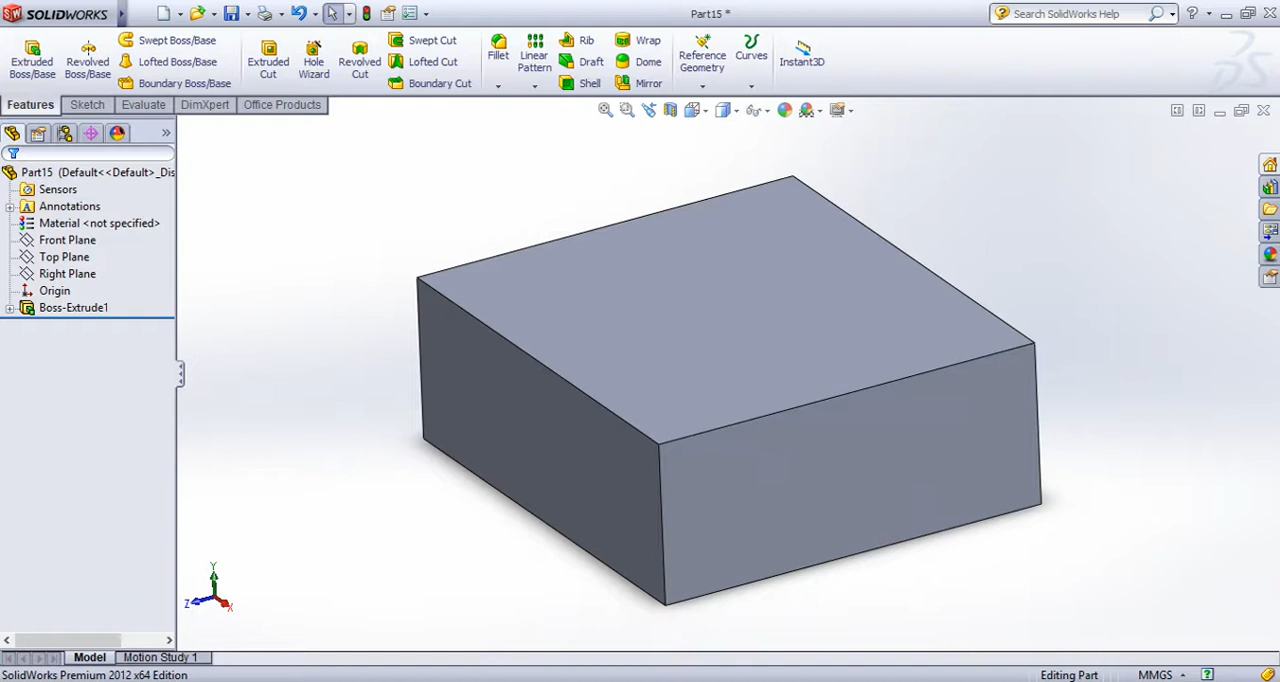 SW SOLIDWORKS
Part15 *
Search SolidWorks Help
Extruded Boss/Base
Revolved Boss/Base
Swept Boss/Base
Lofted Boss/Base
Boundary Boss/Base
Extruded Cut
Hole Wizard
Revolved Cut
Swept Cut
Lofted Cut
Boundary Cut
Fillet
Linear Pattern
Rib
Draft
Shell
Wrap
Dome
Mirror
Reference Geometry
Curves
Instant3D
Features
Sketch
Evaluate
DimXpert
Office Products
Part15 (Default<<Default>_Dis
Sensors
A Annotations
Material <not specified>
Front Plane
Top Plane
Right Plane
Origin
Boss-Extrude1
Y
Z
X
Model
Motion Study 1
SolidWorks Premium 2012 x64 Edition
Editing Part
MMGS